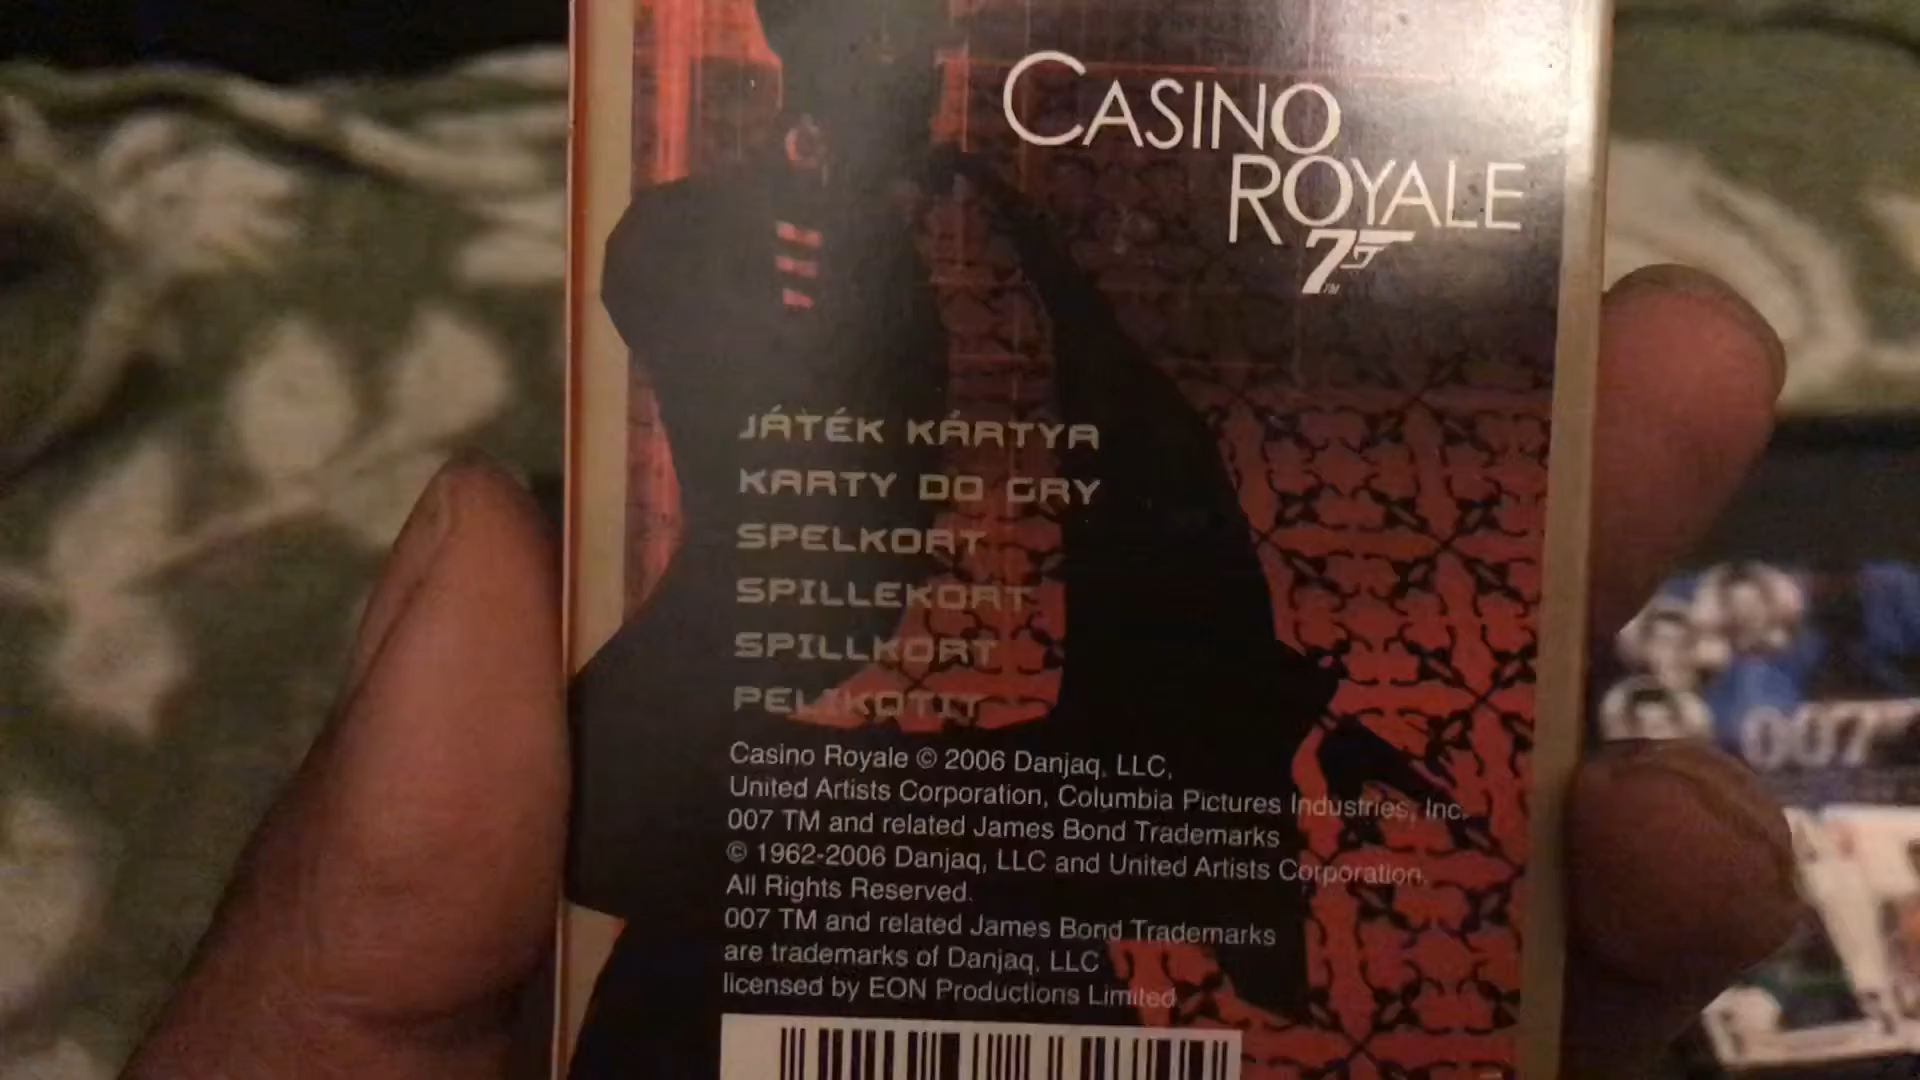 CASINO
ROYALE
7
TM
JÁTÉK KÁRTYA
KARTY DO GRY
SPELKORT
SPILLEKORT
SPILLKORT
PELIKOTIT
Casino Royale © 2006 Danjaq, LLC,
United Artists Corporation, Columbia Pictures Industries, Inc.
007 TM and related James Bond Trademarks
© 1962-2006 Danjaq, LLC and United Artists Corporation.
All Rights Reserved.
007 TM and related James Bond Trademarks
are trademarks of Danjaq, LLC
licensed by EON Productions Limited
007